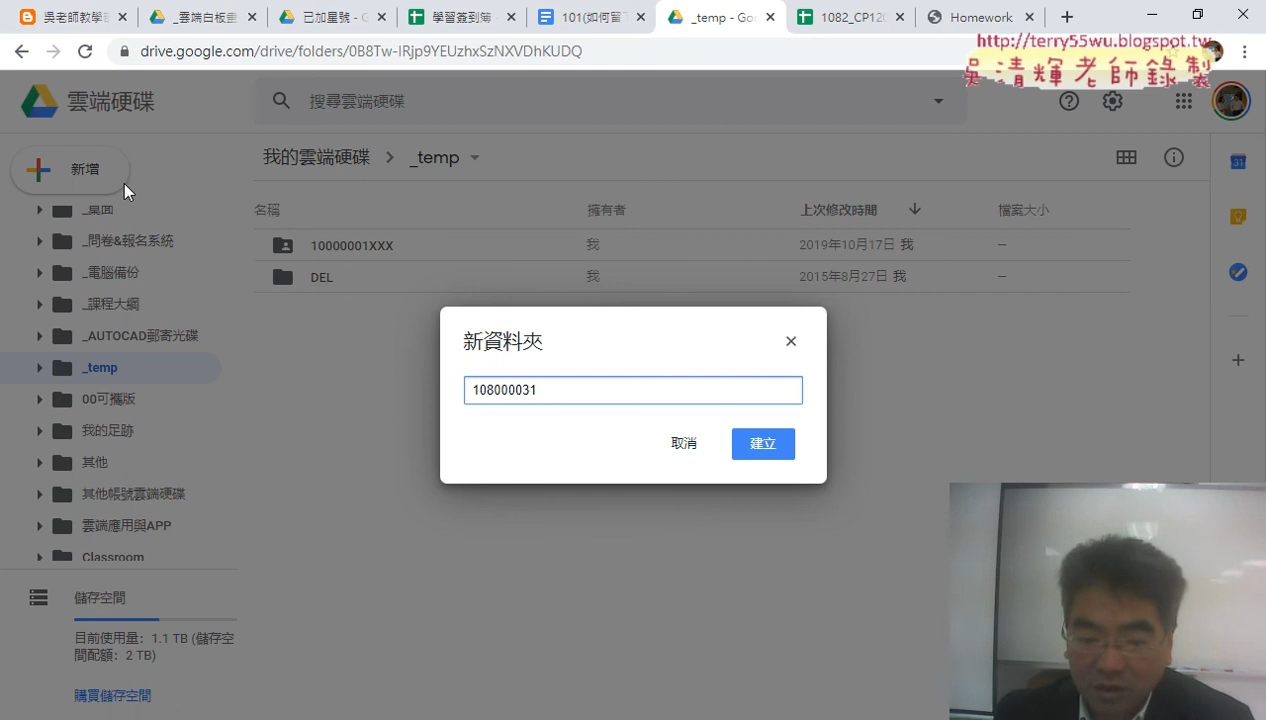 吳老師教學部
_雲端白板畫
已加星號 - G
學習簽到簿 -
101(如何留下
_temp - Goo
1082_CP120
Homework
drive.google.com/drive/folders/0B8Tw-IRjp9YEUzhxSzNXVDhKUDQ
http://terry55wu.blogspot.tw
吳清輝老師錄製
雲端硬碟
搜尋雲端硬碟
新增
我的雲端硬碟 > _temp
名稱
擁有者
上次修改時間
檔案大小
10000001XXX
我
2019年10月17日 我
—
DEL
我
2015年8月27日 我
—
_桌面
_問卷&報名系統
_電腦備份
_課程大綱
_AUTOCAD郵寄光碟
_temp
00可攜版
我的足跡
其他
其他帳號雲端硬碟
雲端應用與APP
Classroom
新資料夾
108000031
取消
建立
儲存空間
目前使用量：1.1 TB (儲存空
間配額：2 TB)
購買儲存空間
31